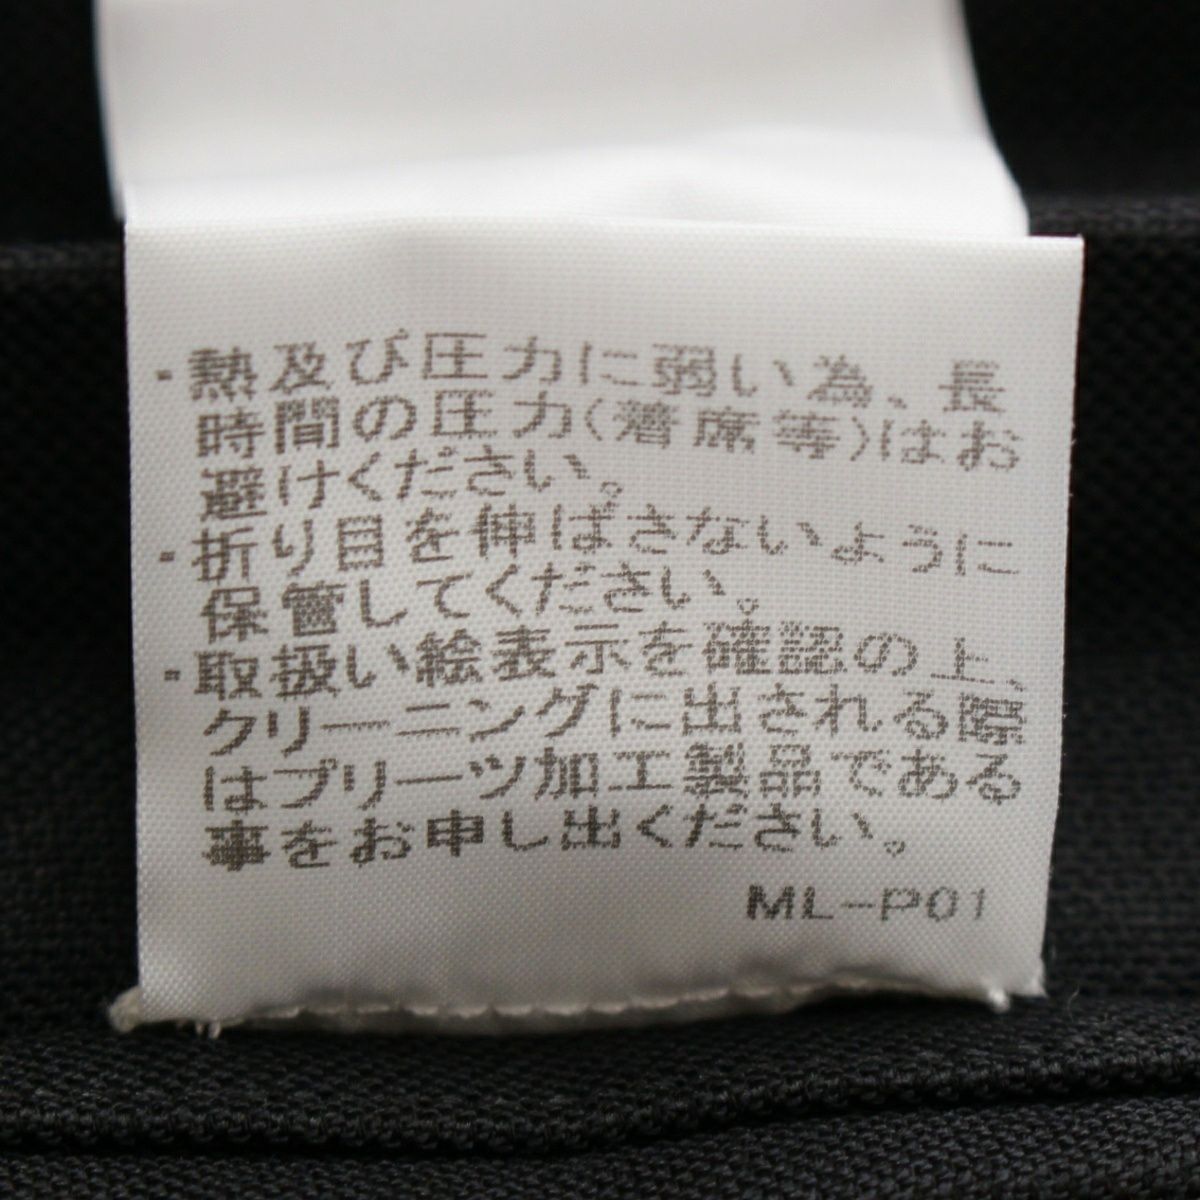 ・熱及び圧力に弱い為、長
時間の圧力(着席等)はお
避けください。
・折り目を伸ばさないように
保管してください。
・取扱い絵表示を確認の上、
クリーニングに出される際
はプリーツ加工製品である
事をお申し出ください。
ML-P01